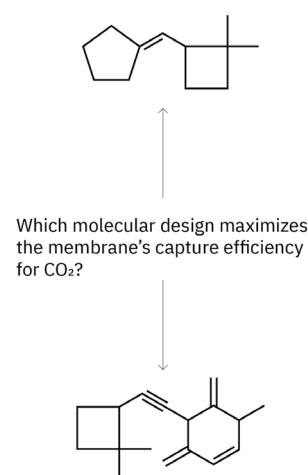 Which molecular design maximizes
the membrane’s capture efficiency
for CO₂?